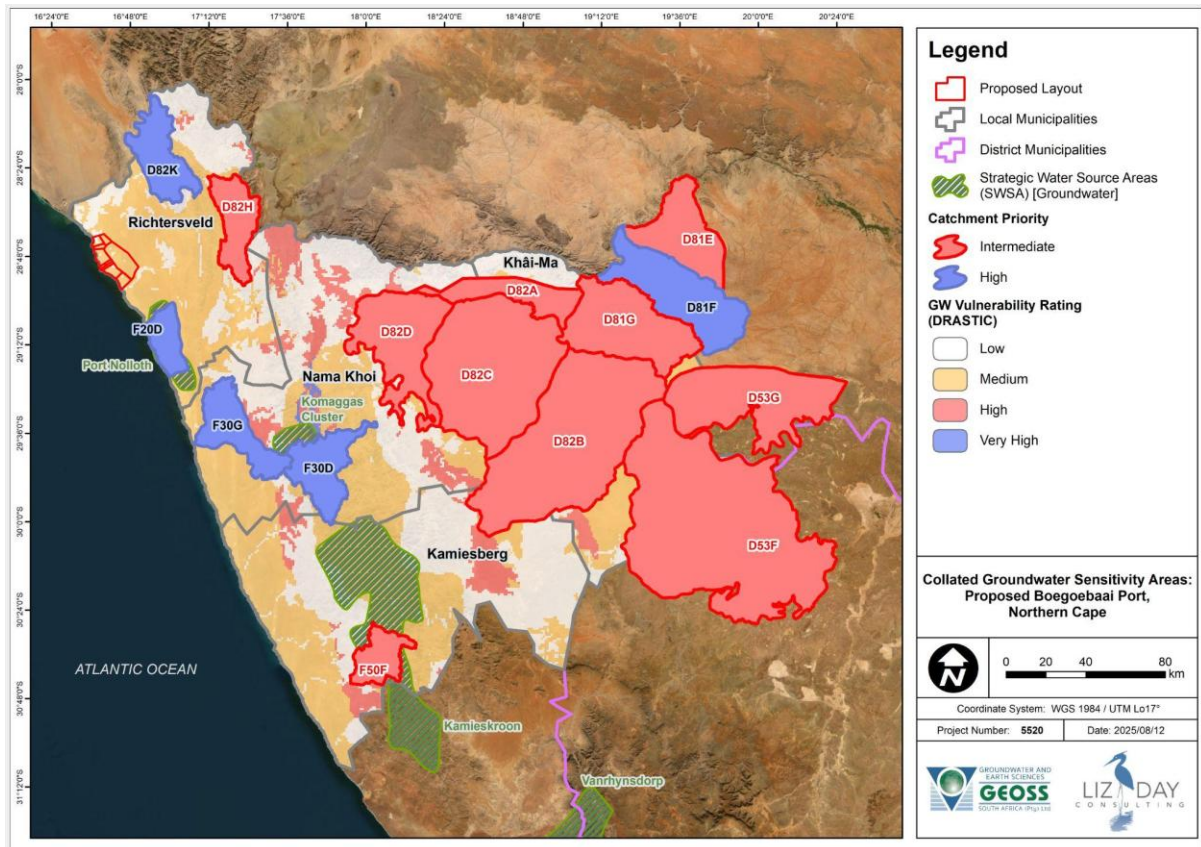 16°24'0"E 16°48'0"E 17°12'0"E 17°36'0"E 18°0'0"E 18°24'0"E 18°48'0"E 19°12'0"E 19°36'0"E 20°0'0"E 20°24'0"E
28°0'0"S
28°24'0"S
28°48'0"S
29°12'0"S
29°36'0"S
30°0'0"S
30°24'0"S
30°48'0"S
31°12'0"S
D82K
Richtersveld
D82H
D81E
Khâi-Ma
D82A
D81F
D81G
F20D
D82D
Port Nolloth
D82C
Nama Khoi
D53G
Komaggas
Cluster
F30G
D82B
F30D
D53F
Kamiesberg
F50F
ATLANTIC OCEAN
Kamieskroon
Vanrhynsdorp
Legend
Proposed Layout
Local Municipalities
District Municipalities
Strategic Water Source Areas
(SWSA) [Groundwater]
Catchment Priority
Intermediate
High
GW Vulnerability Rating
(DRASTIC)
Low
Medium
High
Very High
Collated Groundwater Sensitivity Areas:
Proposed Boegoebaai Port,
Northern Cape
N
0 20 40 80
km
Coordinate System: WGS 1984 / UTM Lo17°
Project Number: 5520 Date: 2025/08/12
GROUNDWATER AND
EARTH SCIENCES
GEOSS
SOUTH AFRICA (Pty) Ltd
LIZ DAY
CONSULTING